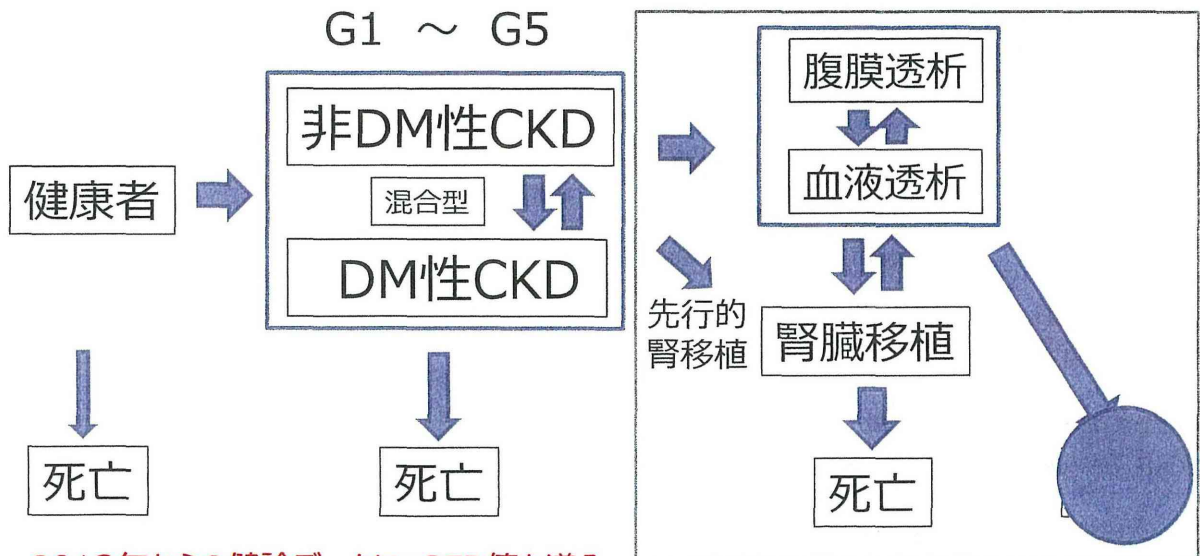 G1 ～ G5
健康者
非DM性CKD
混合型
DM性CKD
腹膜透析
血液透析
先行的
腎移植
腎臓移植
死亡
死亡
死亡